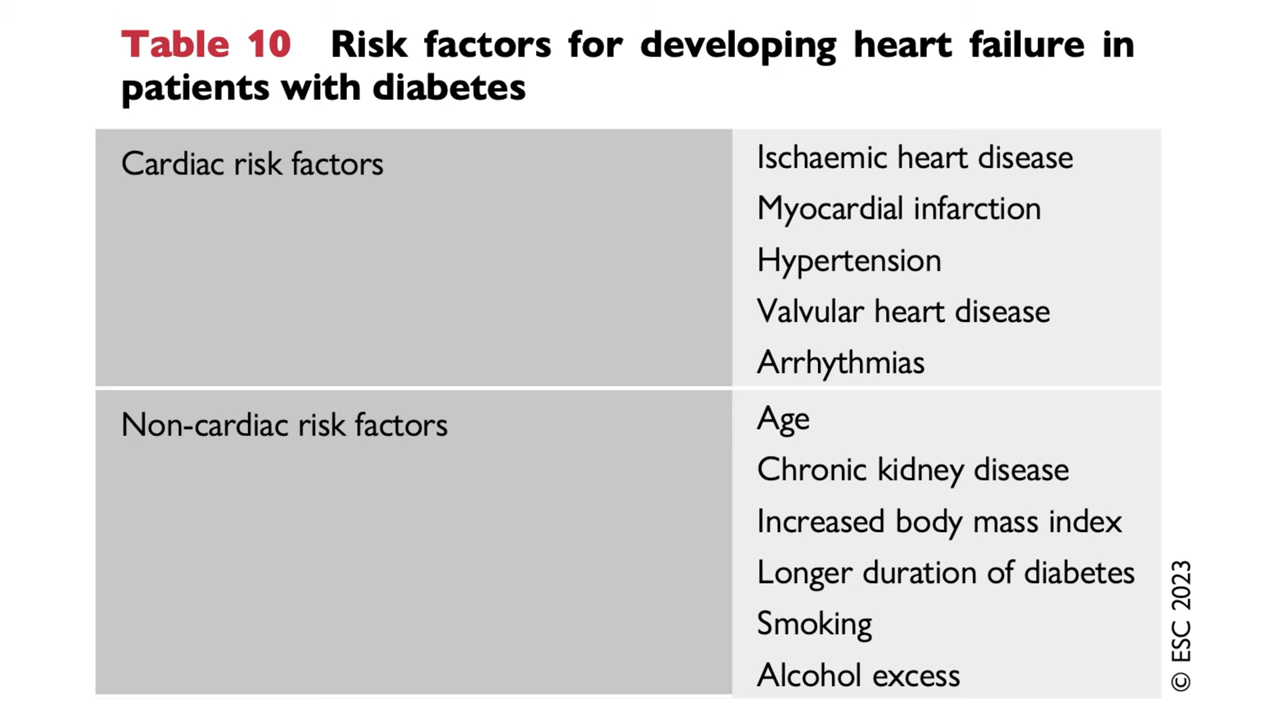 Table 10 Risk factors for developing heart failure in
patients with diabetes
Cardiac risk factors
Ischaemic heart disease
Myocardial infarction
Hypertension
Valvular heart disease
Arrhythmias
Non-cardiac risk factors
Age
Chronic kidney disease
Increased body mass index
Longer duration of diabetes
Smoking
Alcohol excess
© ESC 2023